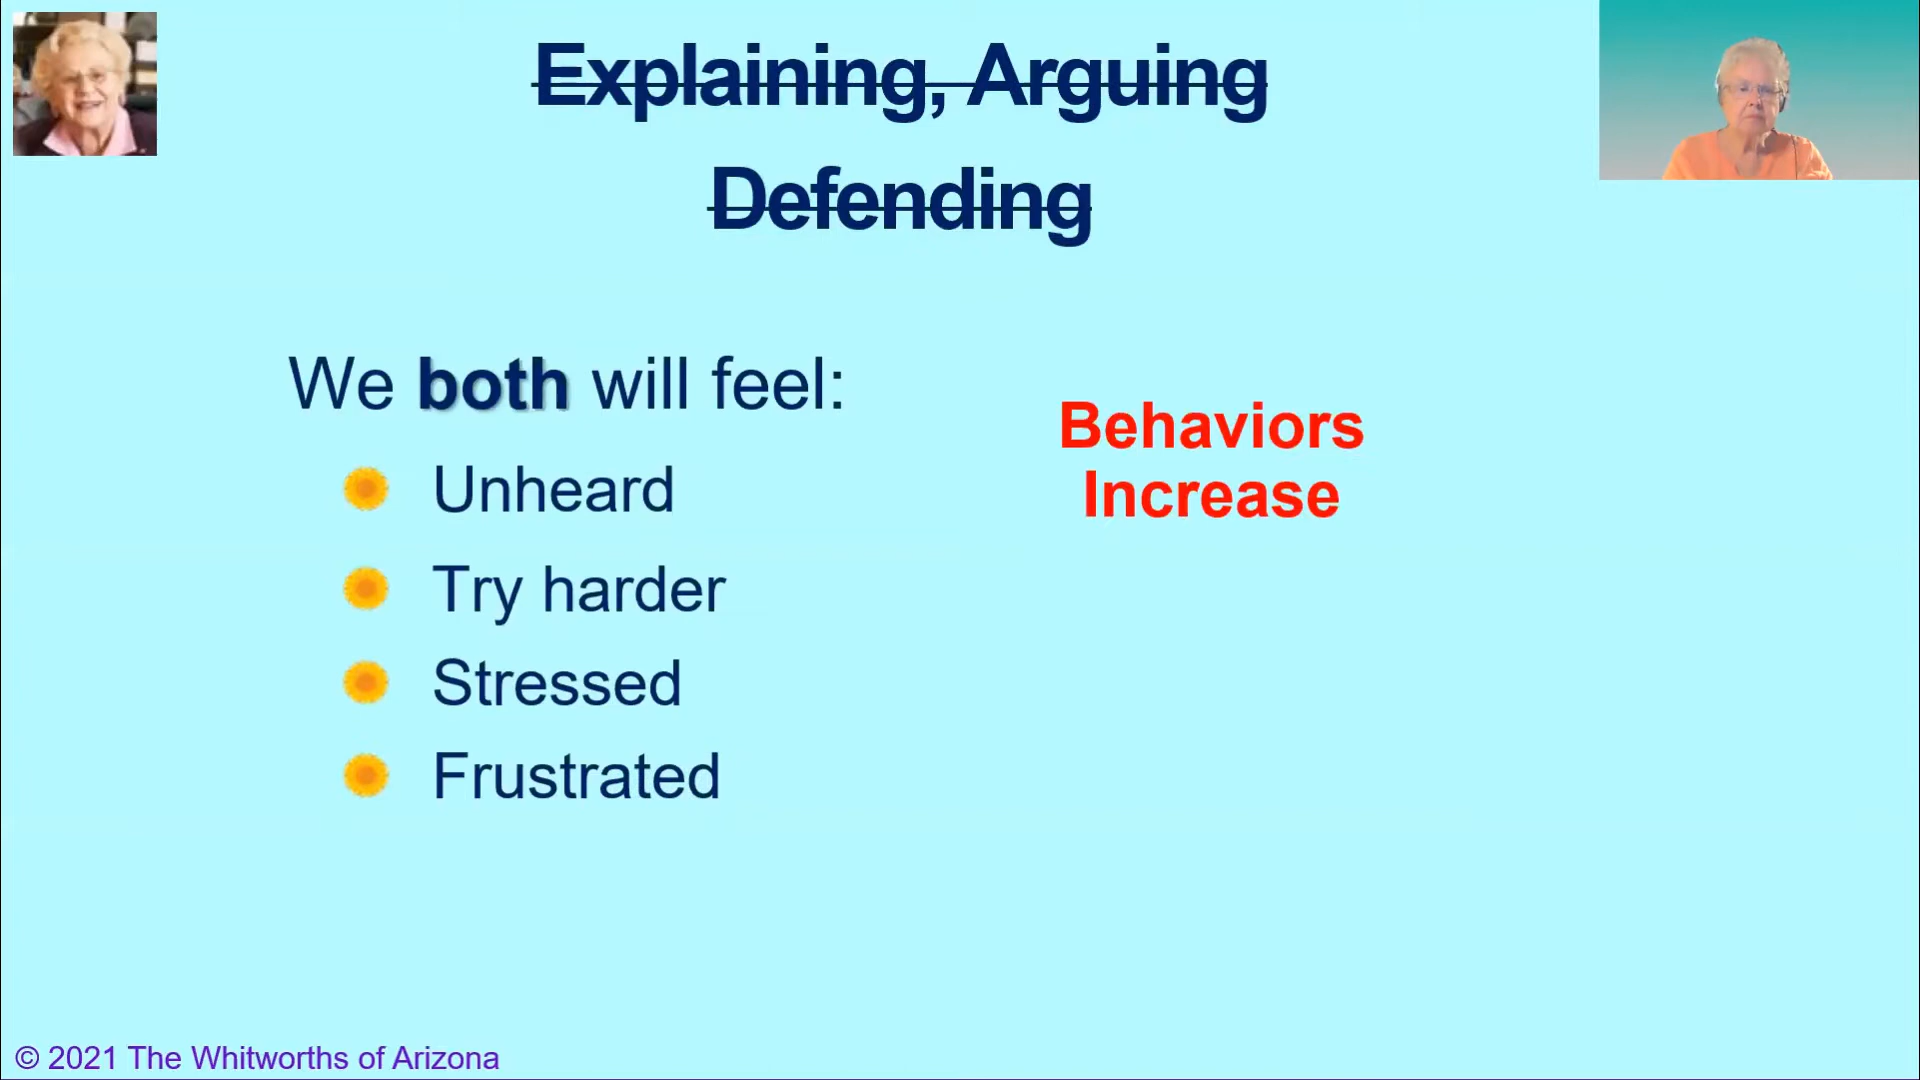 Explaining, Arguing
Defending
We both will feel:
Unheard
Try harder
Stressed
Frustrated
Behaviors
Increase
© 2021 The Whitworths of Arizona